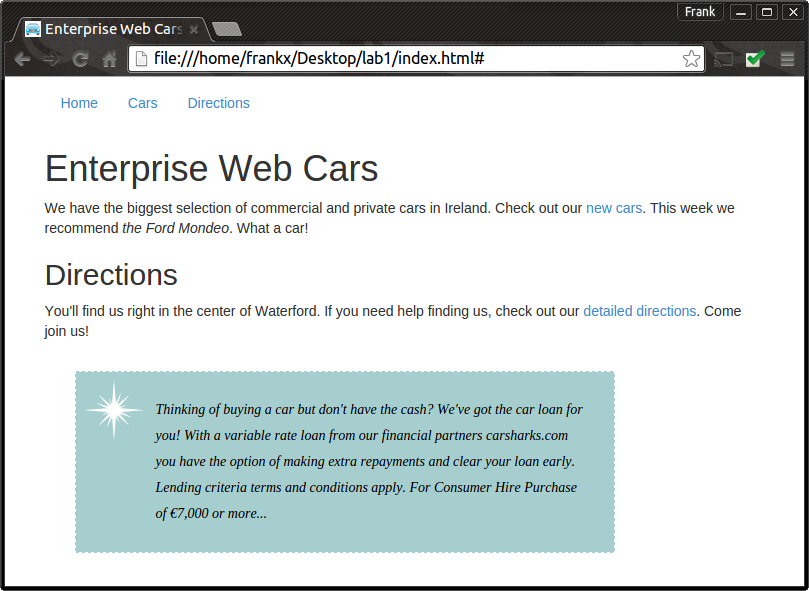 Frank
Enterprise Web Cars
file:///home/frankx/Desktop/lab1/index.html#
Home Cars Directions
Enterprise Web Cars
We have the biggest selection of commercial and private cars in Ireland. Check out our new cars. This week we
recommend the Ford Mondeo. What a car!
Directions
You'll find us right in the center of Waterford. If you need help finding us, check out our detailed directions. Come
join us!
Thinking of buying a car but don't have the cash? We've got the car loan for
you! With a variable rate loan from our financial partners carsharks.com
you have the option of making extra repayments and clear your loan early.
Lending criteria terms and conditions apply. For Consumer Hire Purchase
of €7,000 or more...